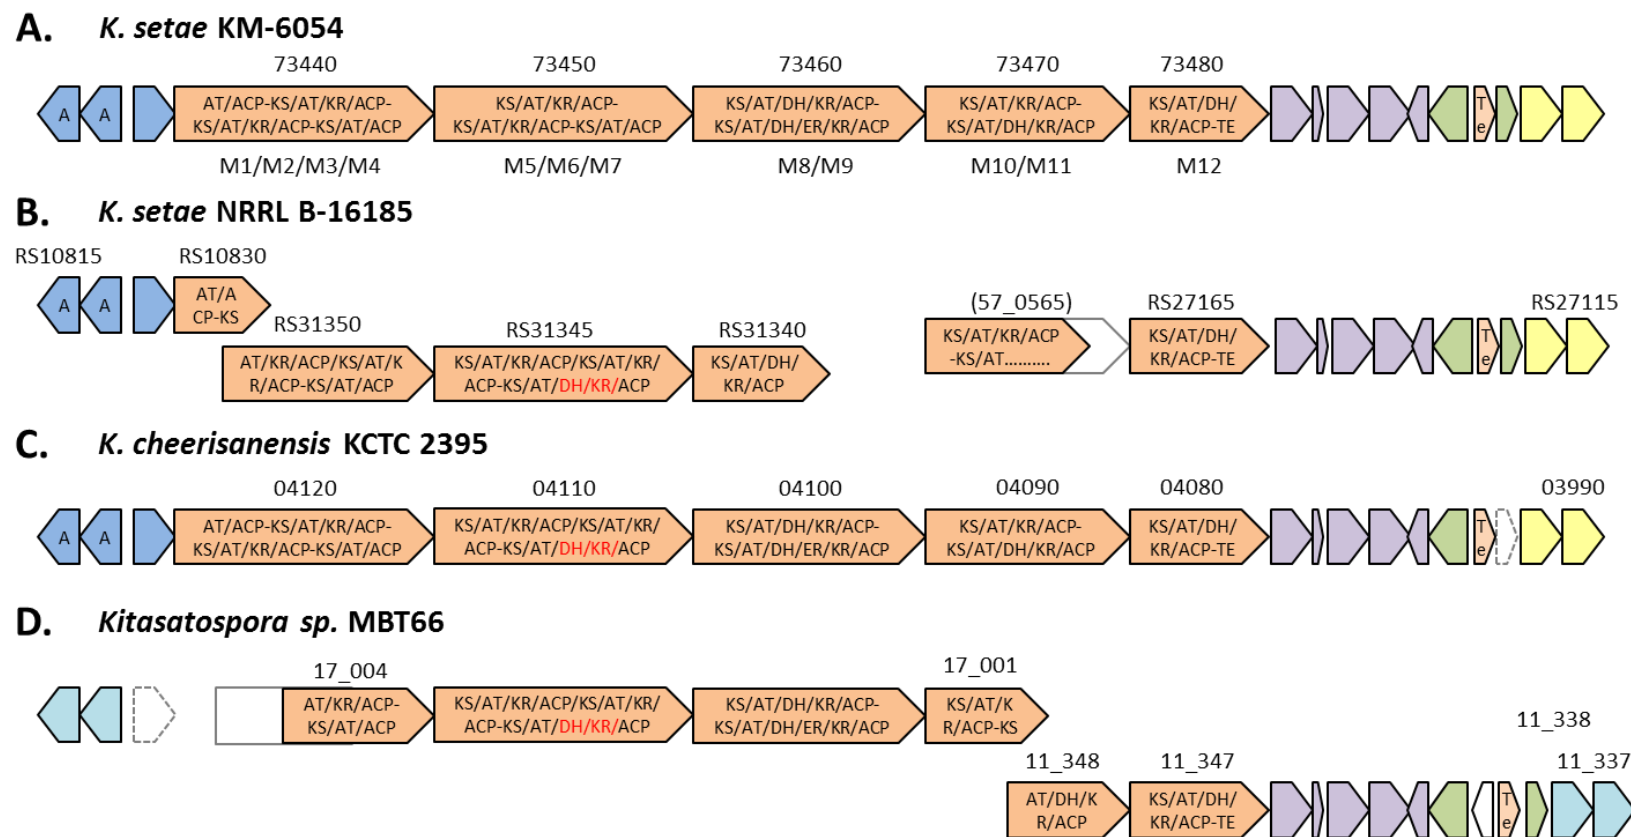 A. K. setae KM-6054
73440 73450 73460 73470 73480
A A AT/ACP-KS/AT/KR/ACP- KS/AT/KR/ACP- KS/AT/DH/KR/ACP- KS/AT/KR/ACP- KS/AT/DH/ T
KS/AT/KR/ACP-KS/AT/ACP KS/AT/KR/ACP-KS/AT/ACP KS/AT/DH/ER/KR/ACP KS/AT/DH/KR/ACP KR/ACP-TE e
M1/M2/M3/M4 M5/M6/M7 M8/M9 M10/M11 M12
B. K. setae NRRL B-16185
RS10815 RS10830
A A AT/A
CP-KS
RS31350 RS31345 RS31340 (57_0565) RS27165 RS27115
AT/KR/ACP/KS/AT/K KS/AT/KR/ACP/KS/AT/KR/ KS/AT/DH/ KS/AT/KR/ACP KS/AT/DH/ T
R/ACP-KS/AT/ACP ACP-KS/AT/DH/KR/ACP KR/ACP -KS/AT.......... KR/ACP-TE e
C. K. cheerisanensis KCTC 2395
04120 04110 04100 04090 04080 03990
A A AT/ACP-KS/AT/KR/ACP- KS/AT/KR/ACP/KS/AT/KR/ KS/AT/DH/KR/ACP- KS/AT/KR/ACP- KS/AT/DH/ T
KS/AT/KR/ACP-KS/AT/ACP ACP-KS/AT/DH/KR/ACP KS/AT/DH/ER/KR/ACP KS/AT/DH/KR/ACP KR/ACP-TE e
D. Kitasatospora sp. MBT66
17_004 17_001
AT/KR/ACP- KS/AT/KR/ACP/KS/AT/KR/ KS/AT/DH/KR/ACP- KS/AT/K
KS/AT/ACP ACP-KS/AT/DH/KR/ACP KS/AT/DH/ER/KR/ACP R/ACP-KS
11_338
11_348 11_347 11_337
AT/DH/K KS/AT/DH/ T
R/ACP KR/ACP-TE e